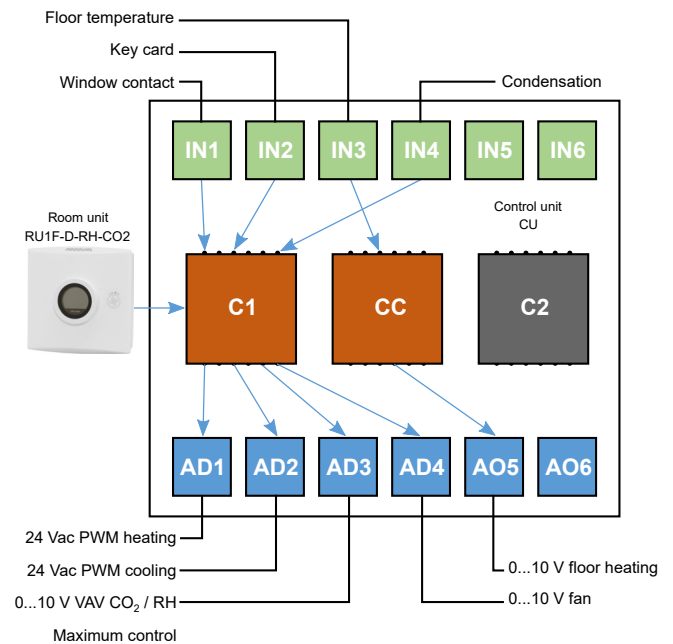 Floor temperature
Key card
Window contact
Condensation
IN1 IN2 IN3 IN4 IN5 IN6
Room unit
RU1F-D-RH-CO2
Control unit
CU
C1 CC C2
AD1 AD2 AD3 AD4 AO5 AO6
24 Vac PWM heating
24 Vac PWM cooling
0...10 V VAV CO₂ / RH
Maximum control
0...10 V floor heating
0...10 V fan